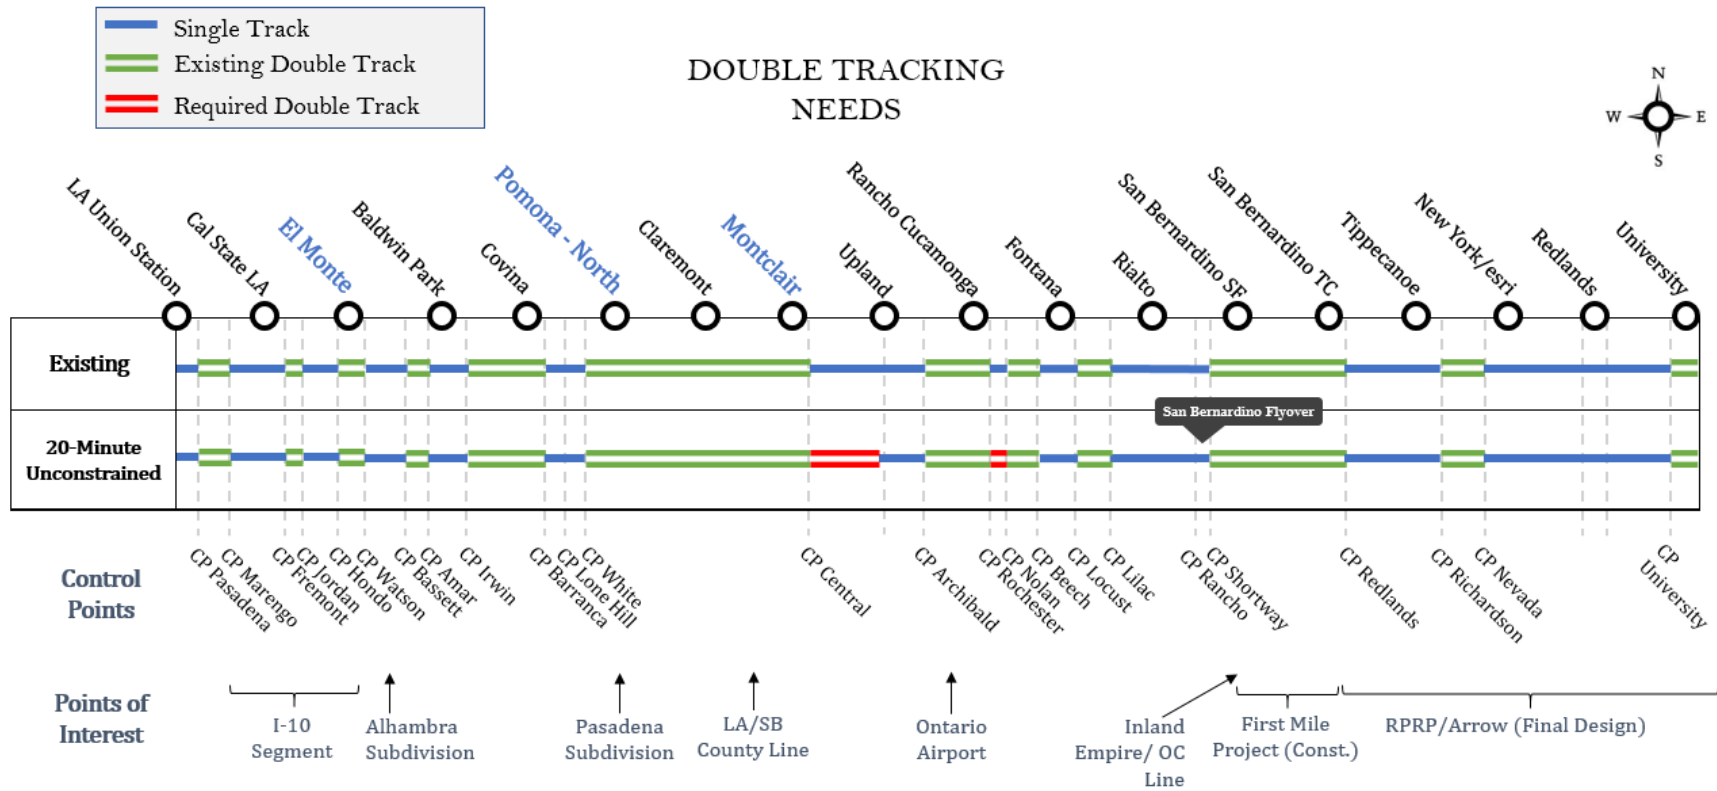 Single Track
Existing Double Track
Required Double Track
DOUBLE TRACKING
NEEDS
N
W
E
S
LA Union Station
Cal State LA
El Monte
Baldwin Park
Covina
Pomona - North
Claremont
Montclair
Upland
Rancho Cucamonga
Fontana
Rialto
San Bernardino SF
San Bernardino TC
Tippecanoe
New York/esri
Redlands
University
Existing
San Bernardino Flyover
20-Minute
Unconstrained
Control
Points
CP Pasadena
CP Marengo
CP Fremont
CP Jordan
CP Hondo
CP Watson
CP Bassett
CP Amar
CP Irwin
CP Barranca
CP Lone Hill
CP White
CP Central
CP Archibald
CP Rochester
CP Nolan
CP Beech
CP Locust
CP Lilac
CP Rancho
CP Shortway
CP Redlands
CP Richardson
CP Nevada
CP
University
Points of
Interest
I-10
Segment
Alhambra
Subdivision
Pasadena
Subdivision
LA/SB
County Line
Ontario
Airport
Inland
Empire/ OC
Line
First Mile
Project (Const.)
RPRP/Arrow (Final Design)